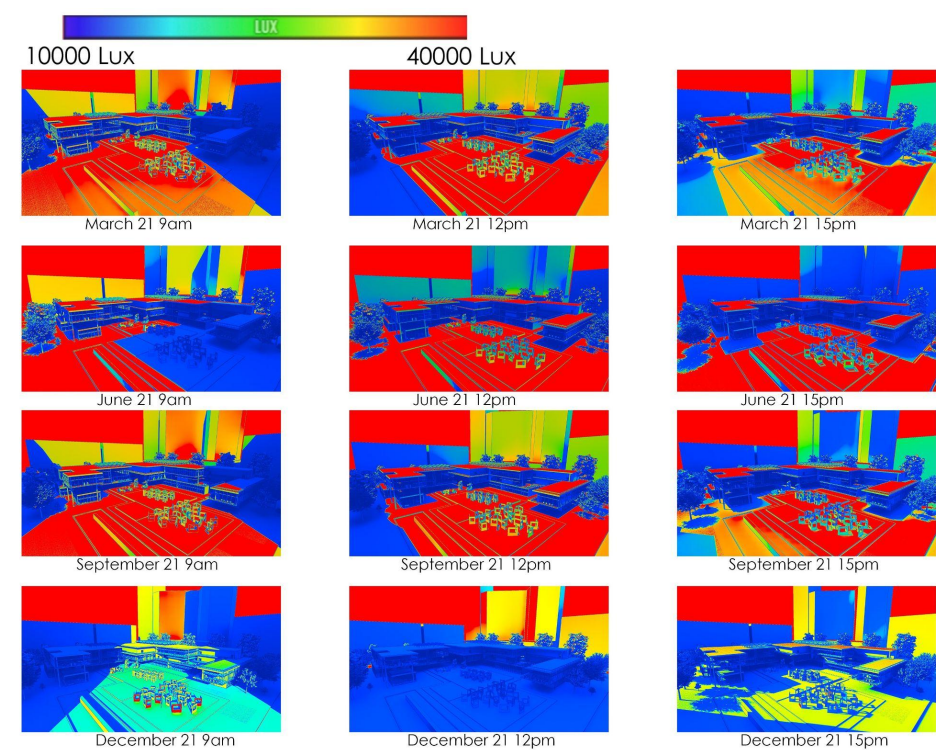 LUX
10000 Lux 40000 Lux
March 21 9am March 21 12pm March 21 15pm
June 21 9am June 21 12pm June 21 15pm
September 21 9am September 21 12pm September 21 15pm
December 21 9am December 21 12pm December 21 15pm